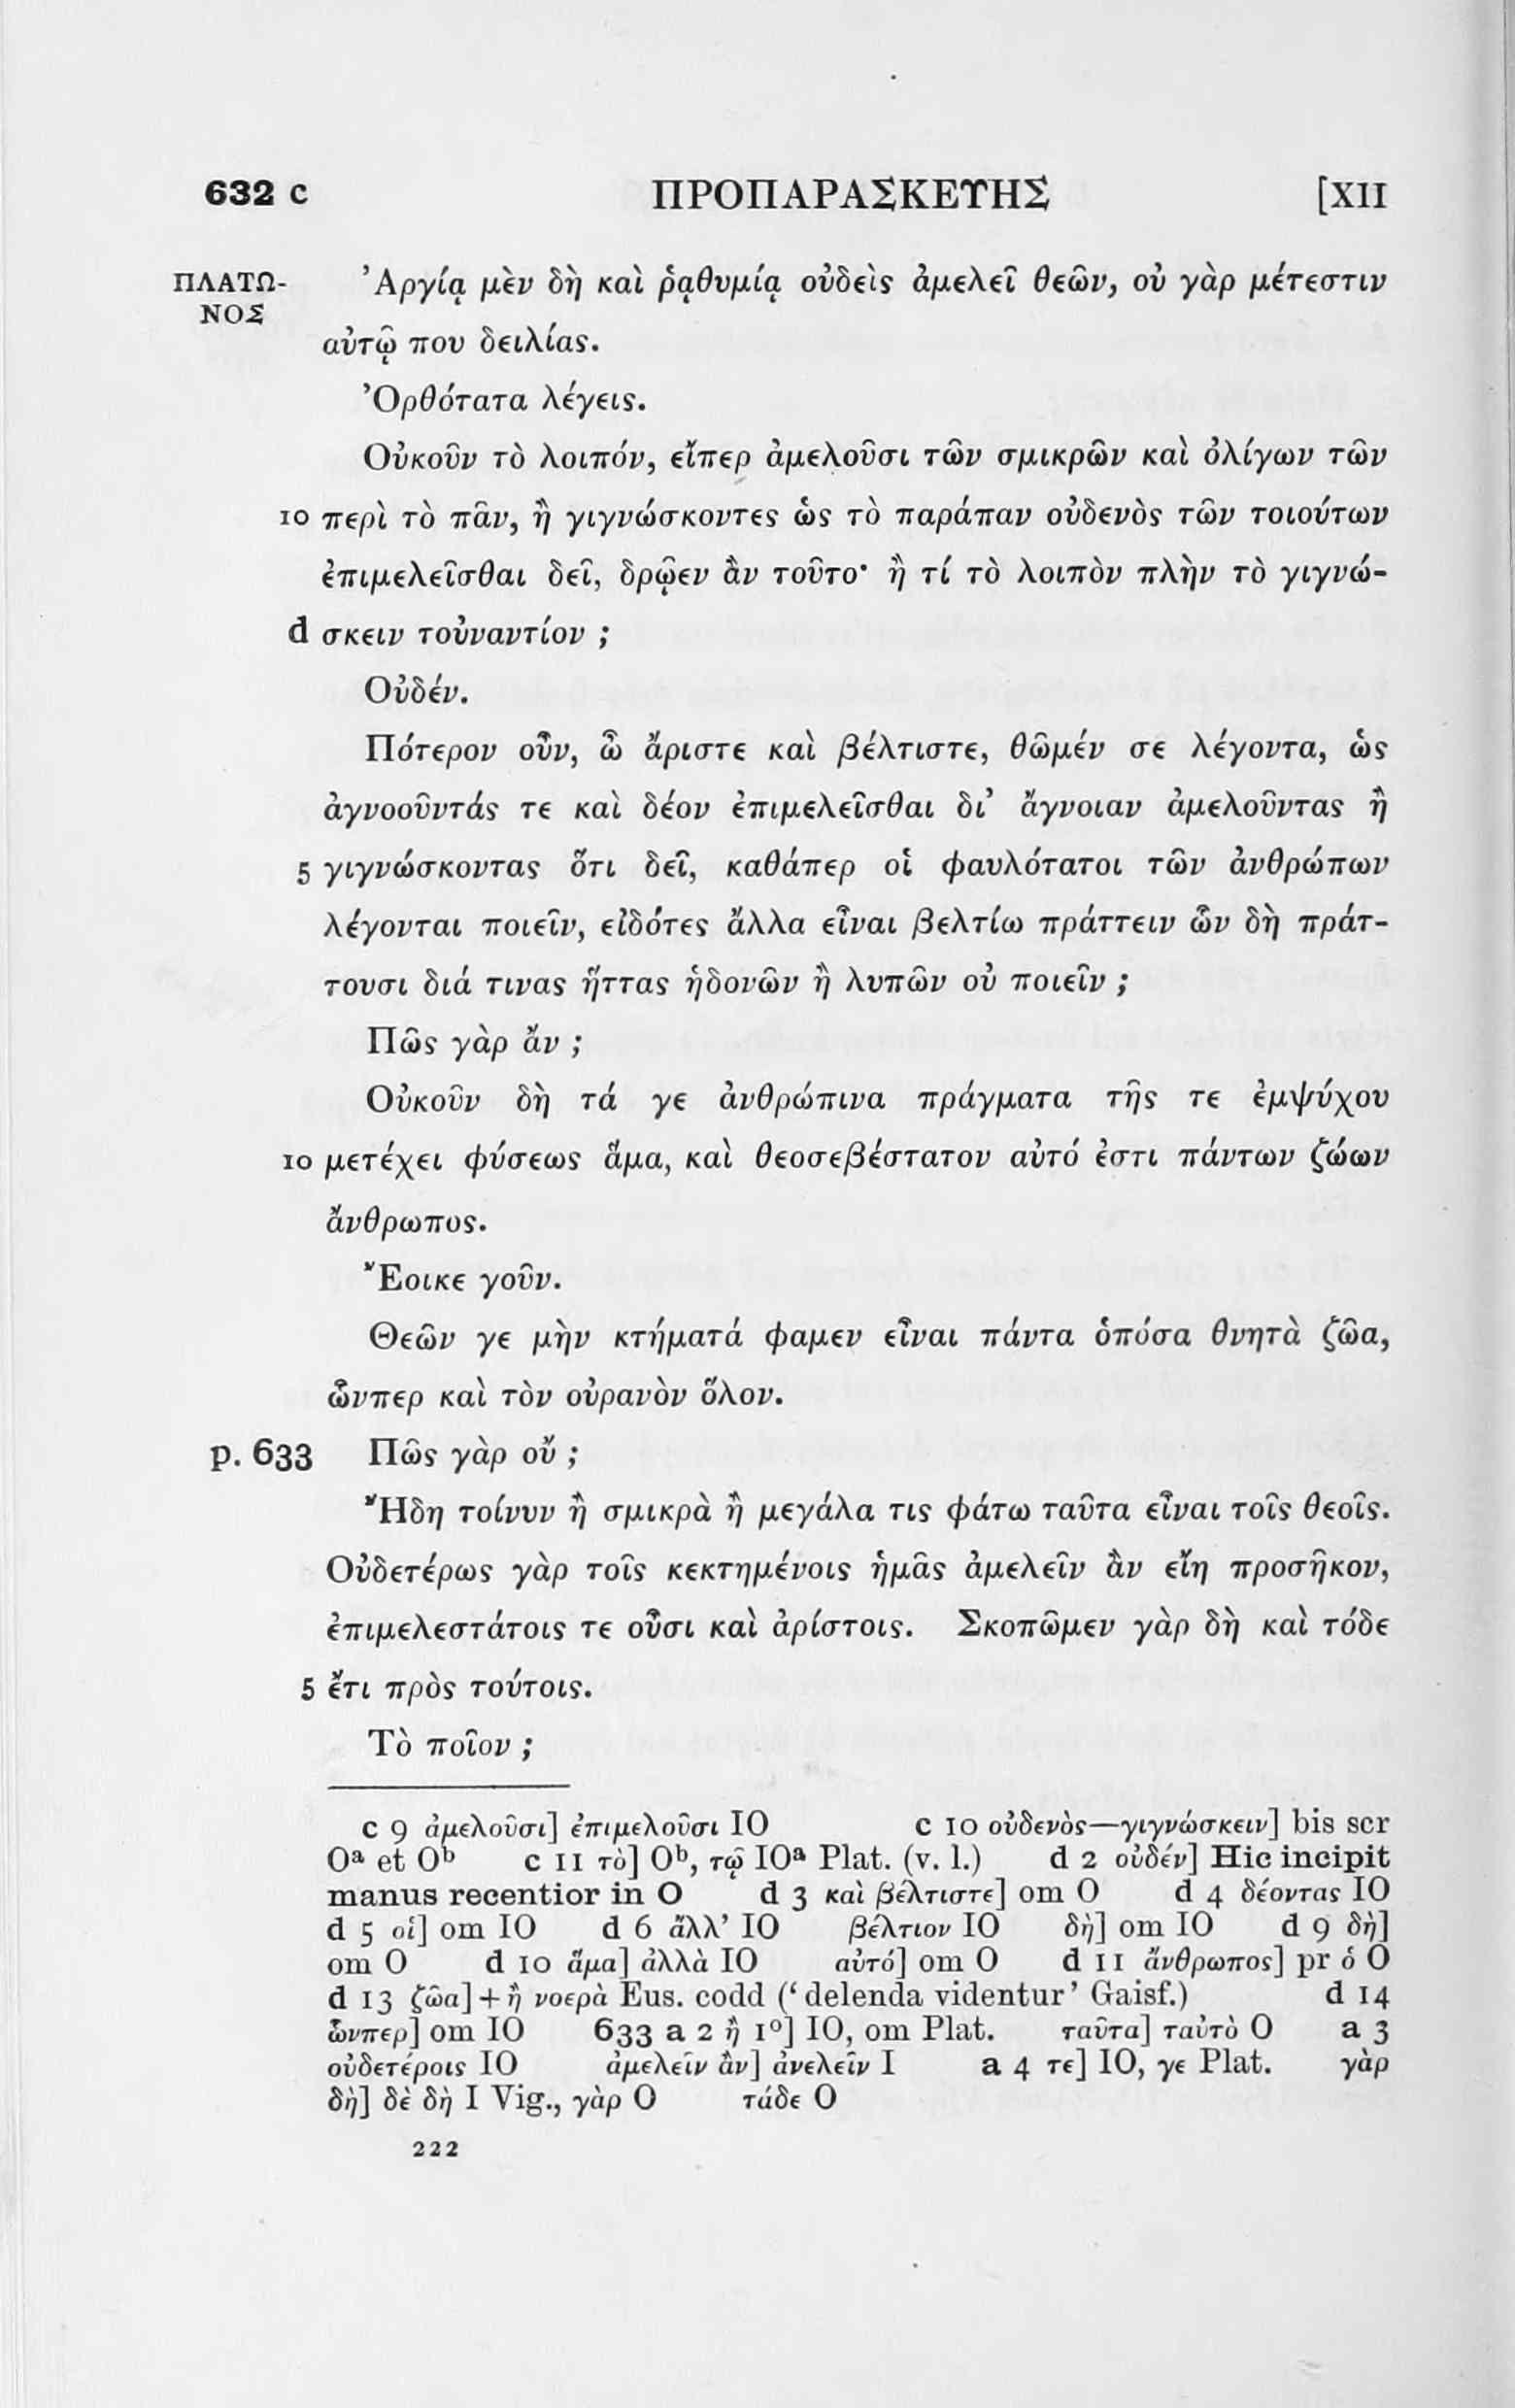 632 c ΠΡΟΠΑΡΑΣΚΕΥΗΣ [XII
ΠΛΑΤΩ-
ΝΟΣ
Ἀργίᾳ μὲν δὴ καὶ ῥᾳθυμίᾳ οὐδεὶς ἀμελεῖ θεῶν, οὐ γὰρ μέτεστιν
αὐτῷ που δειλίας.
Ὀρθότατα λέγεις.
Οὐκοῦν τὸ λοιπόν, εἴπερ ἀμελοῦσι τῶν σμικρῶν καὶ ὀλίγων τῶν
10 περὶ τὸ πᾶν, ἢ γιγνώσκοντες ὡς τὸ παράπαν οὐδενὸς τῶν τοιούτων
ἐπιμελεῖσθαι δεῖ, δρῷεν ἂν τοῦτο· ἢ τί τὸ λοιπὸν πλὴν τὸ γιγνώ-
d σκειν τοὐναντίον ;
Οὐδέν.
Πότερον οὖν, ὦ ἄριστε καὶ βέλτιστε, θῶμέν σε λέγοντα, ὡς
ἀγνοοῦντάς τε καὶ δέον ἐπιμελεῖσθαι δι’ ἄγνοιαν ἀμελοῦντας ἢ
5 γιγνώσκοντας ὅτι δεῖ, καθάπερ οἱ φαυλότατοι τῶν ἀνθρώπων
λέγονται ποιεῖν, εἰδότες ἄλλα εἶναι βελτίω πράττειν ὧν δὴ πράτ-
τουσι διά τινας ἥττας ἡδονῶν ἢ λυπῶν οὐ ποιεῖν ;
Πῶς γὰρ ἄν ;
Οὐκοῦν δὴ τά γε ἀνθρώπινα πράγματα τῆς τε ἐμψύχου
10 μετέχει φύσεως ἅμα, καὶ θεοσεβέστατον αὐτό ἐστι πάντων ζώων
ἄνθρωπος.
Ἔοικε γοῦν.
Θεῶν γε μὴν κτήματά φαμεν εἶναι πάντα ὁπόσα θνητὰ ζῶα,
ὧνπερ καὶ τὸν οὐρανὸν ὅλον.
p. 633 Πῶς γὰρ οὔ ;
Ἤδη τοίνυν ἢ σμικρὰ ἢ μεγάλα τις φάτω ταῦτα εἶναι τοῖς θεοῖς.
Οὐδετέρως γὰρ τοῖς κεκτημένοις ἡμᾶς ἀμελεῖν ἂν εἴη προσῆκον,
ἐπιμελεστάτοις τε οὖσι καὶ ἀρίστοις. Σκοπῶμεν γὰρ δὴ καὶ τόδε
5 ἔτι πρὸς τούτοις.
Τὸ ποῖον ;
c 9 ἀμελοῦσι] ἐπιμελοῦσι IO c 10 οὐδενὸς—γιγνώσκειν] bis scr
Oᵃ et Oᵇ c 11 τὸ] Oᵇ, τῷ IOᵃ Plat. (v. l.) d 2 οὐδέν] Hic incipit
manus recentior in O d 3 καὶ βέλτιστε] om O d 4 δέοντας IO
d 5 οἱ] om IO d 6 ἄλλ’ IO βέλτιον IO δὴ] om IO d 9 δὴ]
om O d 10 ἅμα] ἀλλὰ IO αὐτό] om O d 11 ἄνθρωπος] pr ὁ O
d 13 ζῶα]+ἢ νοερὰ Eus. codd (‘delenda videntur’ Gaisf.) d 14
ὧνπερ] om IO 633 a 2 ἢ 1º] IO, om Plat. ταῦτα] ταὐτὸ O a 3
οὐδετέροις IO ἀμελεῖν ἂν] ἀνελεῖν I a 4 τε] IO, γε Plat. γὰρ
δὴ] δὲ δὴ I Vig., γὰρ O τάδε O
222